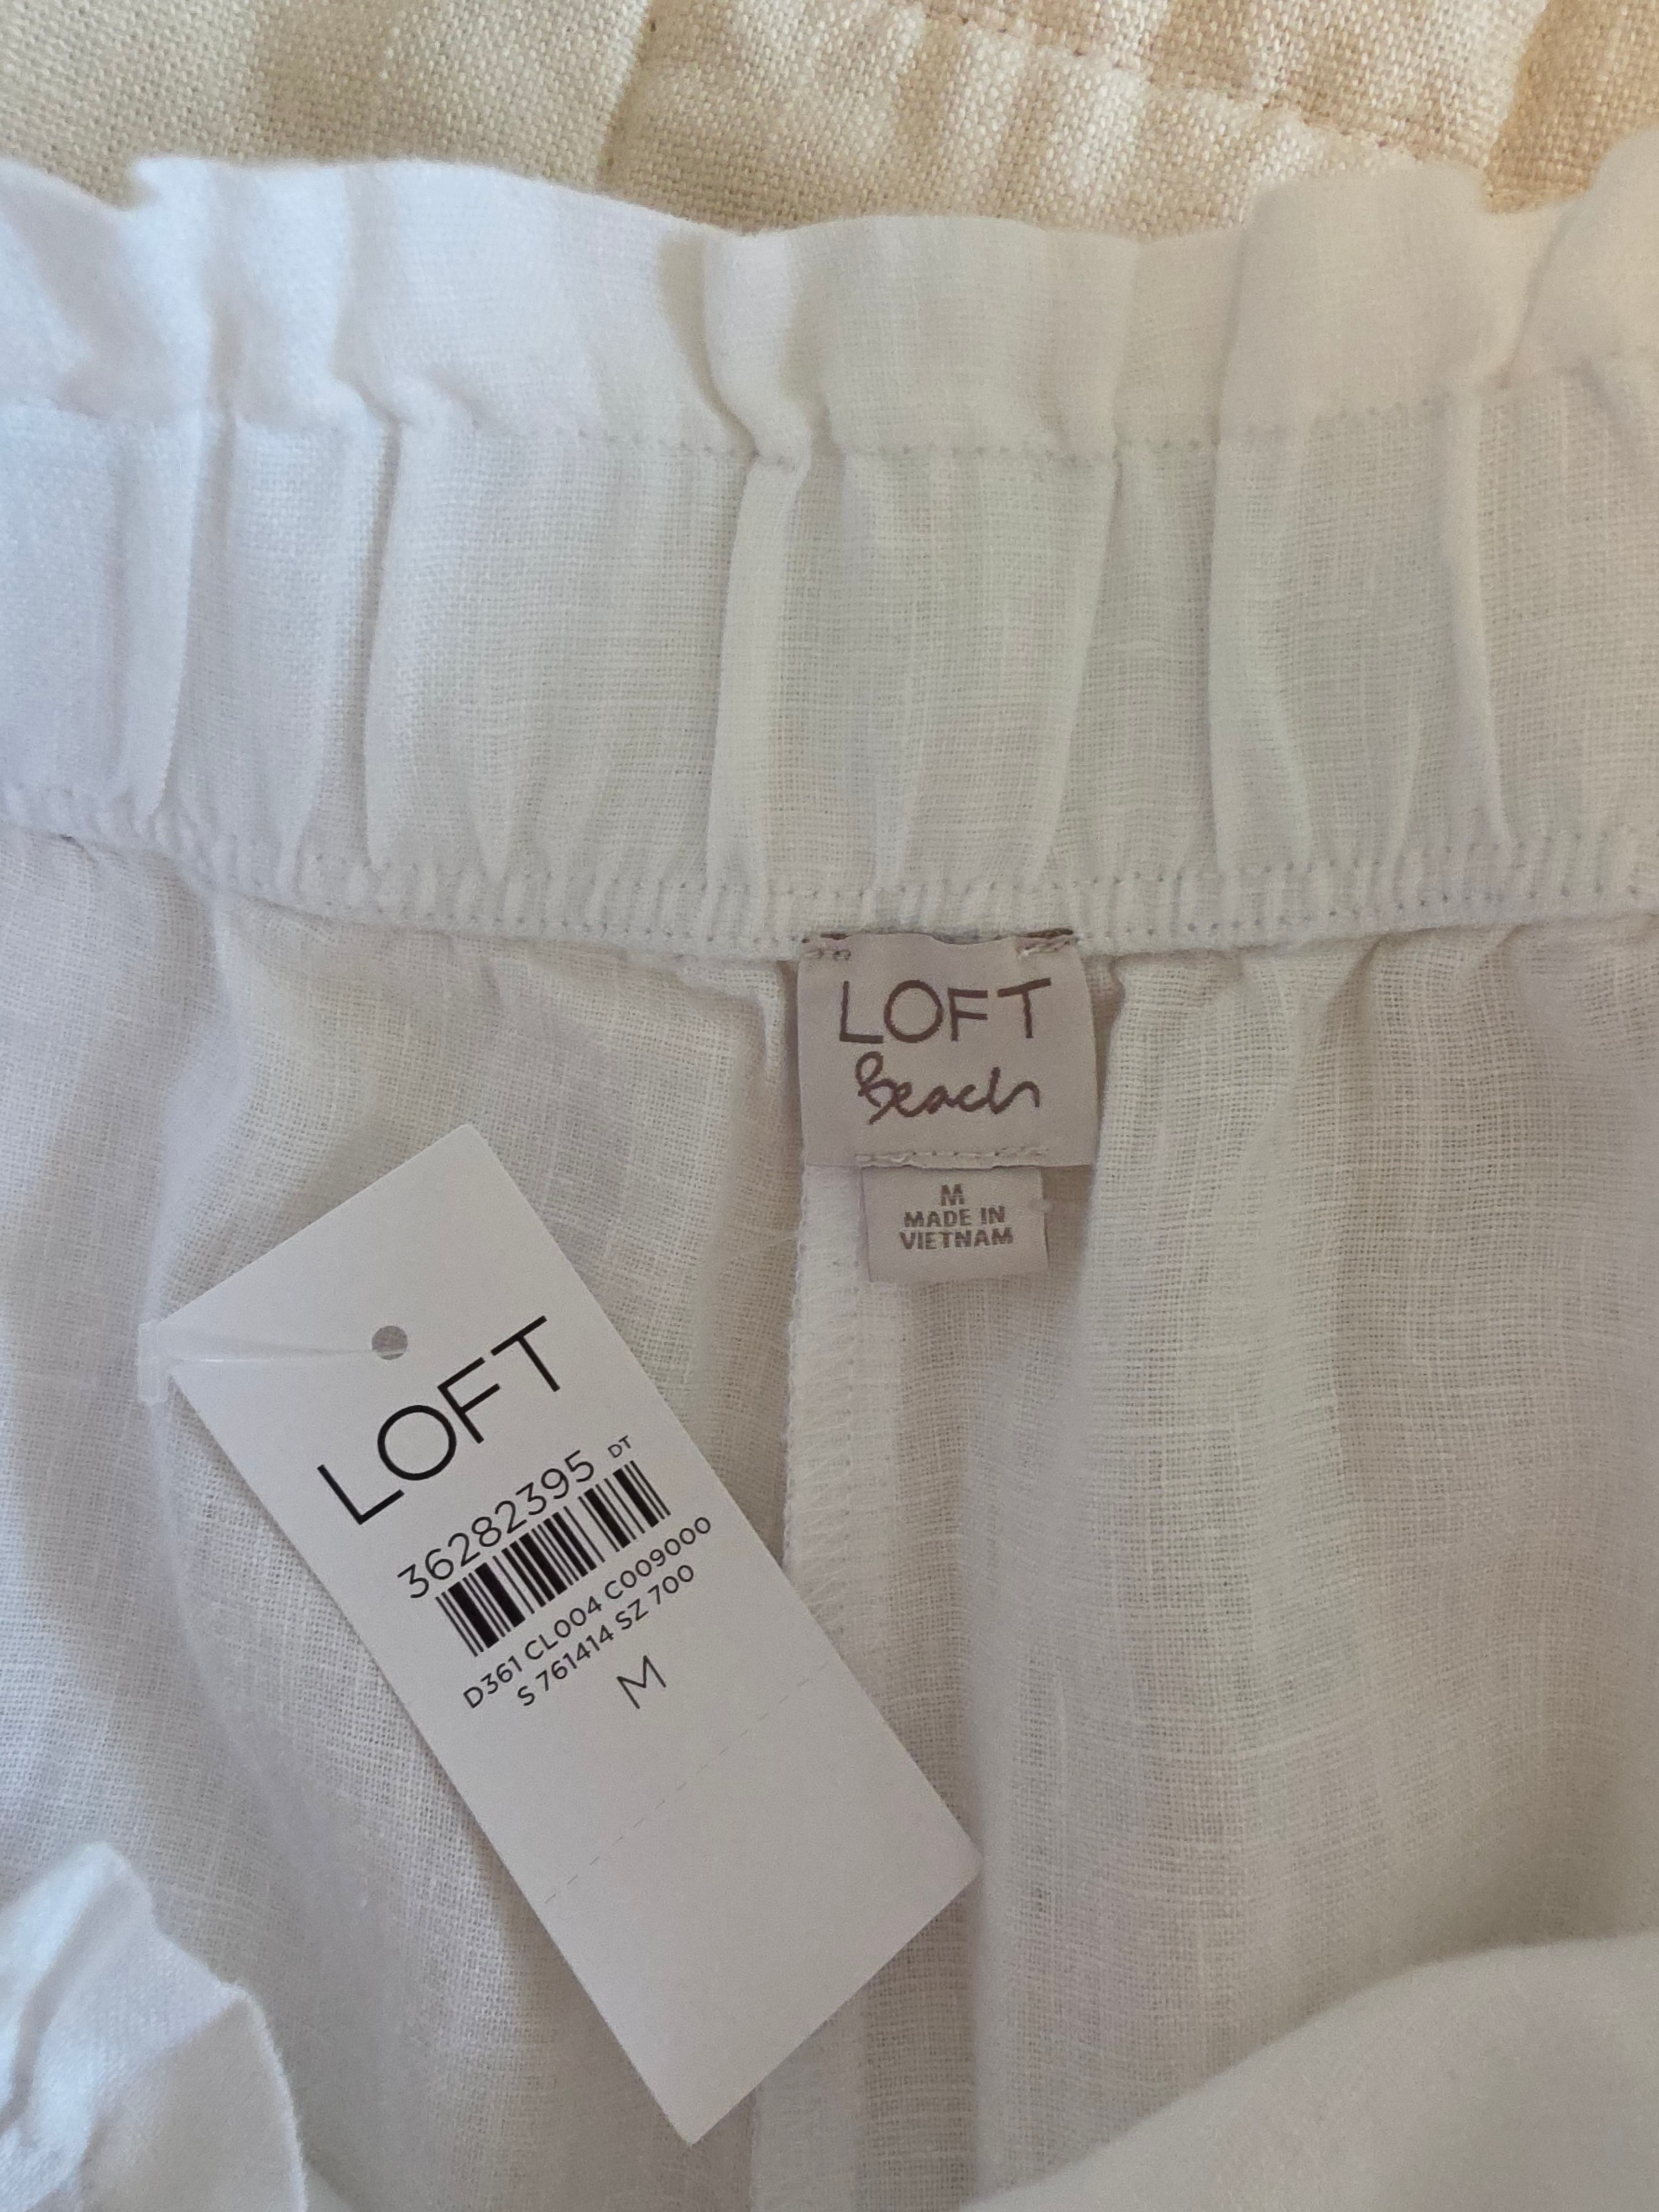 LOFT
Beach
M
MADE IN
VIETNAM
LOFT
36282395 DT
D361 CL004 C009000
S 761414 SZ 700
M